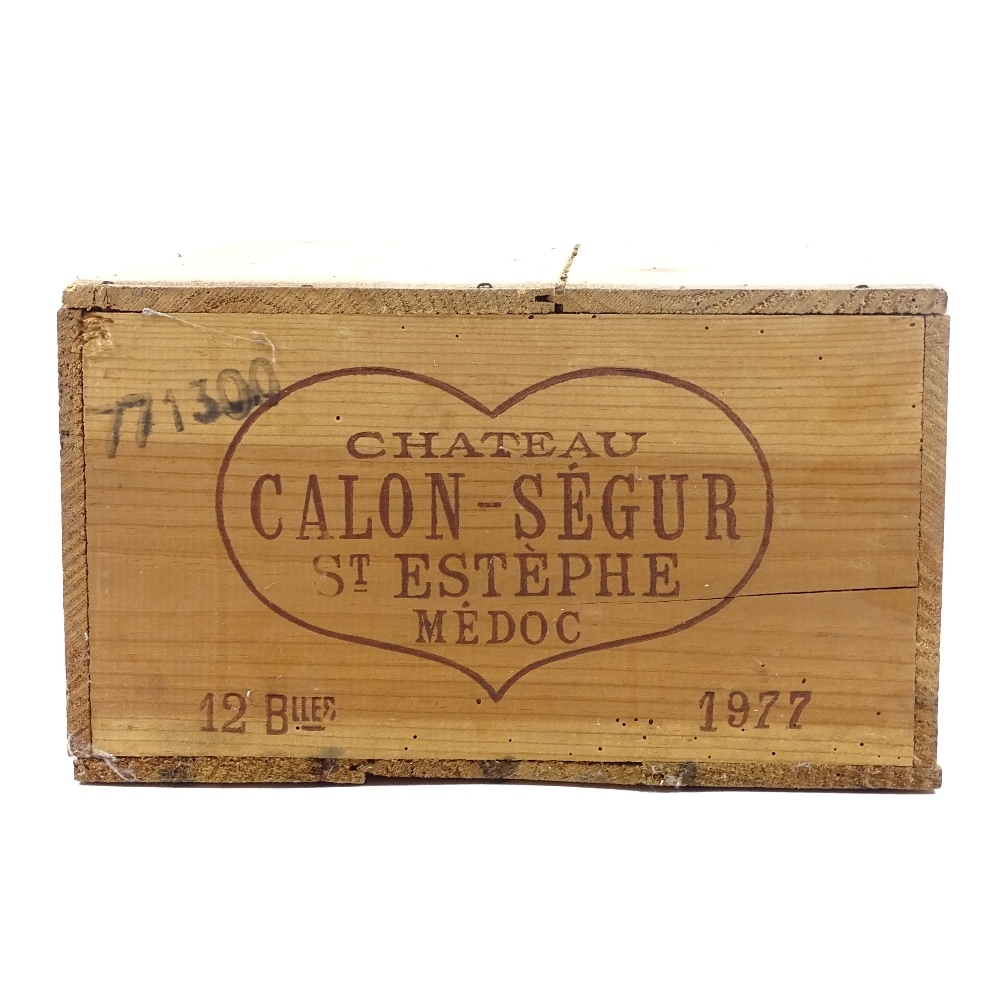 771300
CHATEAU
CALON-SÉGUR
ST ESTÈPHE
MÉDOC
12 BLLES
1977